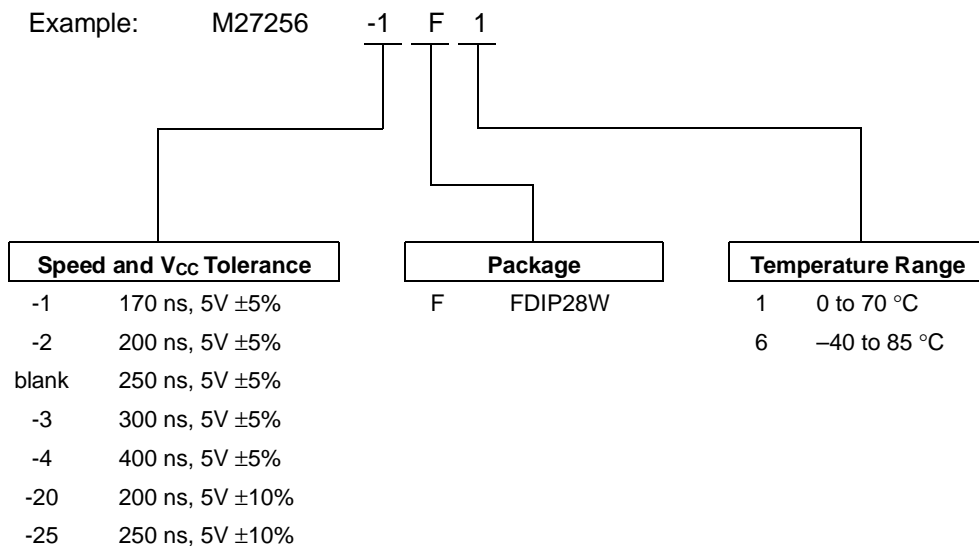 Example: M27256 -1 F 1
Speed and VCC Tolerance
-1 170 ns, 5V ±5%
-2 200 ns, 5V ±5%
blank 250 ns, 5V ±5%
-3 300 ns, 5V ±5%
-4 400 ns, 5V ±5%
-20 200 ns, 5V ±10%
-25 250 ns, 5V ±10%
Package
F FDIP28W
Temperature Range
1 0 to 70 °C
6 –40 to 85 °C